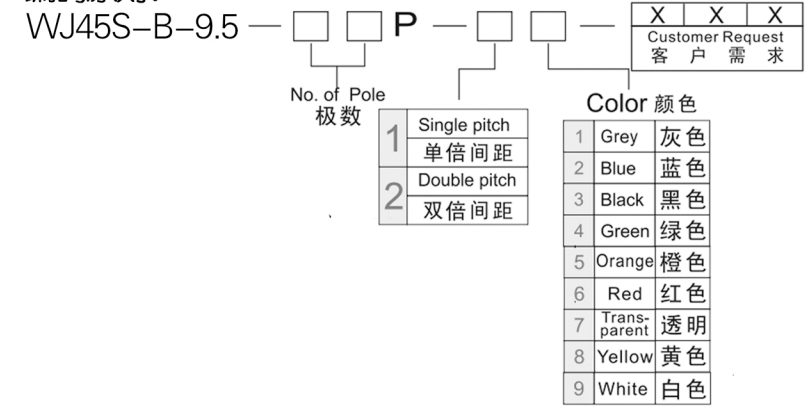 WJ45S-B-9.5 — □ □ P — □ □ — X X X
Customer Request
客 户 需 求
No. of Pole
极数
1 Single pitch
单倍间距
2 Double pitch
双倍间距
Color 颜色
1 Grey 灰色
2 Blue 蓝色
3 Black 黑色
4 Green 绿色
5 Orange 橙色
6 Red 红色
7 Trans-
parent 透明
8 Yellow 黄色
9 White 白色